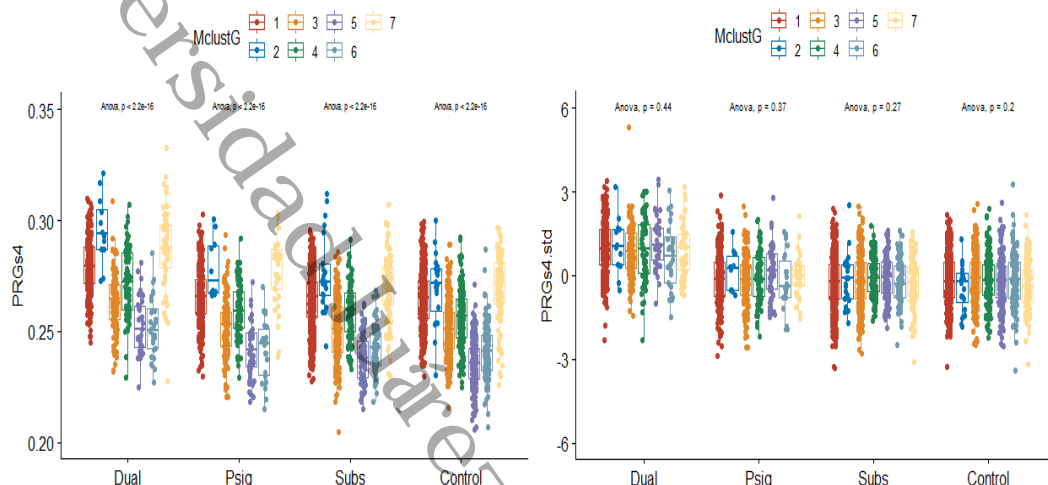 MclustG 1 3 5 7
2 4 6
Anova, p < 2.2e-16 Anova, p < 2.2e-16 Anova, p < 2.2e-16 Anova, p < 2.2e-16
PRGs4
0.35
0.30
0.25
0.20
Dual Psiq Subs Control
MclustG 1 3 5 7
2 4 6
Anova, p = 0.44 Anova, p = 0.37 Anova, p = 0.27 Anova, p = 0.2
PRGs4.std
6
3
0
-3
-6
Dual Psiq Subs Control
ersidad Juárez